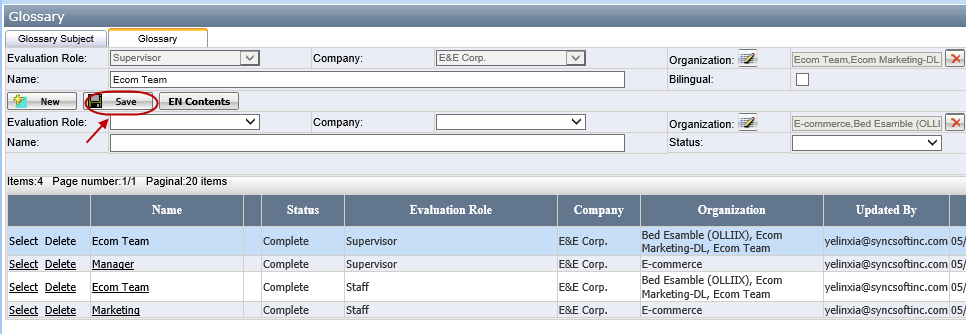 Glossary
Glossary Subject Glossary
Evaluation Role: Supervisor Company: E&E Corp. Organization: Ecom Team,Ecom Marketing-DL
Name: Ecom Team Bilingual:
New Save EN Contents
Evaluation Role: Company: Organization: E-commerce,Bed Esamble (OLLI
Name: Status:
Items:4 Page number:1/1 Paginal:20 items
Name Status Evaluation Role Company Organization Updated By
Select Delete Ecom Team Complete Supervisor E&E Corp. Bed Esamble (OLLIIX), Ecom Marketing-DL, Ecom Team yelinxia@syncsoftinc.com 05/
Select Delete Manager Complete Supervisor E&E Corp. E-commerce yelinxia@syncsoftinc.com 05/
Select Delete Ecom Team Complete Staff E&E Corp. Bed Esamble (OLLIIX), Ecom Marketing-DL, Ecom Team yelinxia@syncsoftinc.com 05/
Select Delete Marketing Complete Staff E&E Corp. E-commerce yelinxia@syncsoftinc.com 05/